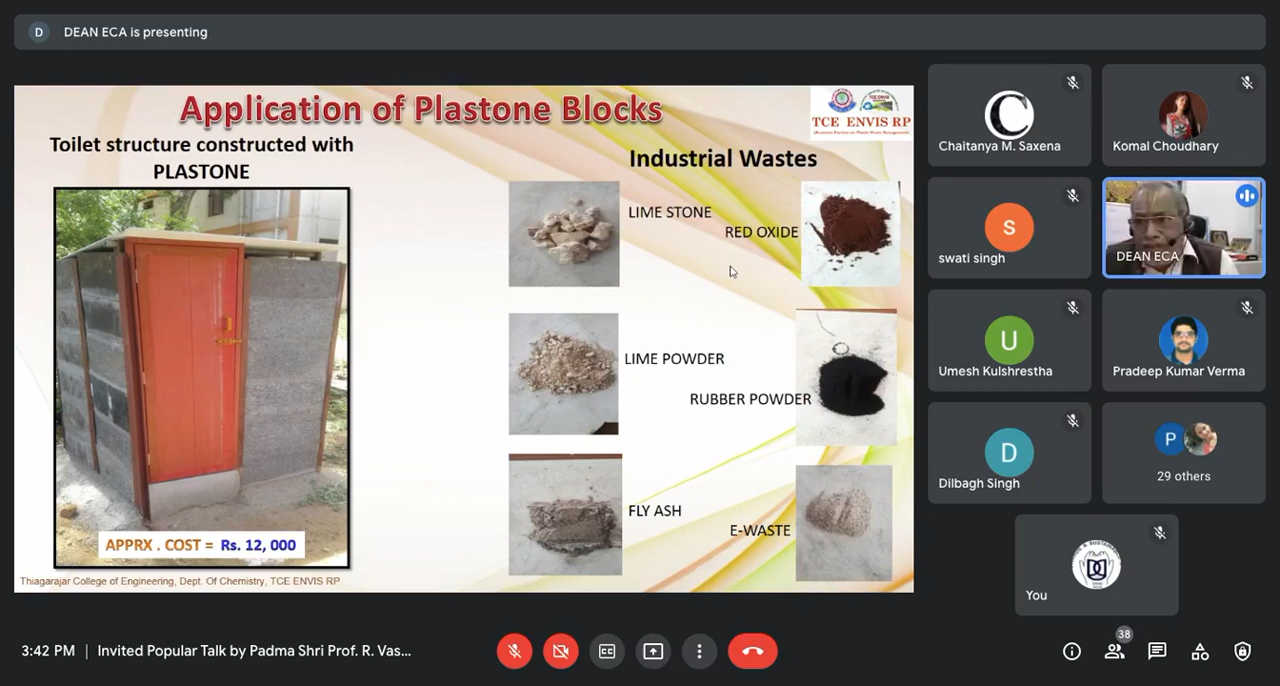 D
DEAN ECA is presenting
Application of Plastone Blocks
TCE ENVIS RP
Toilet structure constructed with
PLASTONE
Industrial Wastes
LIME STONE
RED OXIDE
LIME POWDER
RUBBER POWDER
FLY ASH
E-WASTE
APPRX . COST = Rs. 12, 000
Thiagarajar College of Engineering, Dept. Of Chemistry, TCE ENVIS RP
C
Chaitanya M. Saxena
Komal Choudhary
S
swati singh
DEAN ECA
U
Umesh Kulshrestha
Pradeep Kumar Verma
D
Dilbagh Singh
P
29 others
You
3:42 PM | Invited Popular Talk by Padma Shri Prof. R. Vas...
CC
38